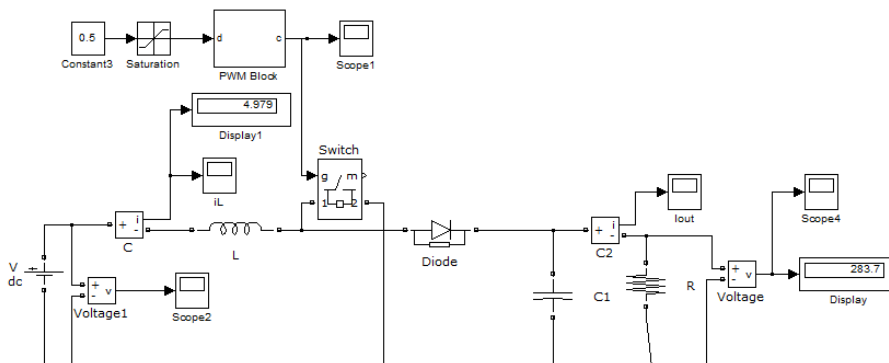 0.5
Constant3
Saturation
d
c
PWM Block
Scope1
4.979
Display1
iL
Switch
g
m
1
2
+
i
-
C
L
Diode
+
i
-
C2
Iout
Scope4
V
dc
+
-
v
Voltage1
Scope2
C1
R
+
-
v
Voltage
283.7
Display